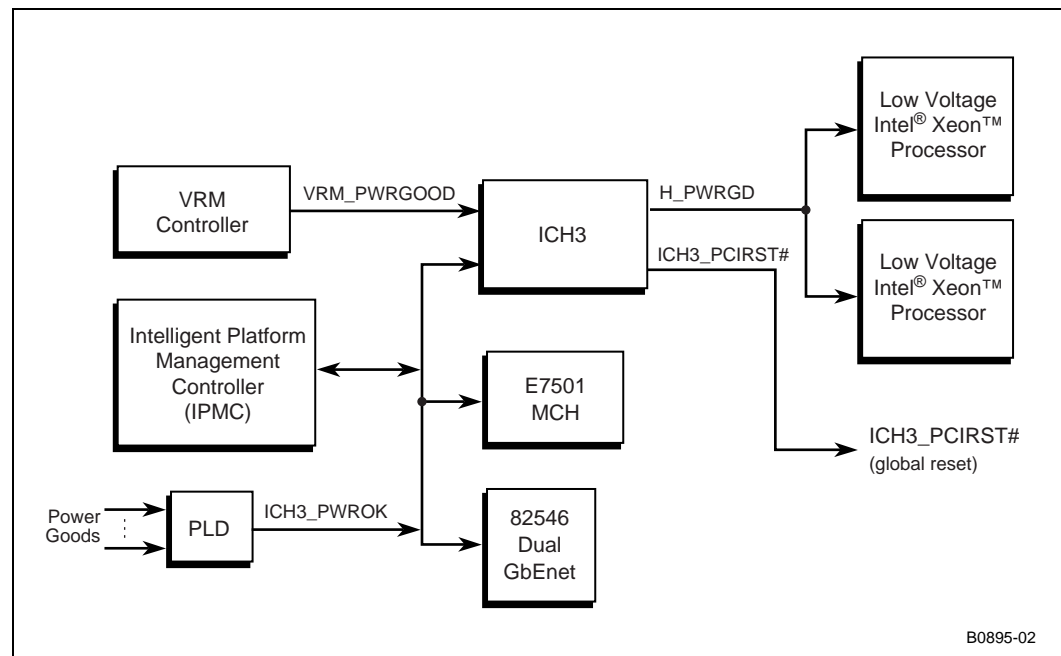 Low Voltage
Intel® Xeon™
Processor
VRM
Controller
VRM_PWRGOOD
ICH3
H_PWRGD
ICH3_PCIRST#
Low Voltage
Intel® Xeon™
Processor
Intelligent Platform
Management
Controller
(IPMC)
E7501
MCH
ICH3_PCIRST#
(global reset)
Power
Goods
PLD
ICH3_PWROK
82546
Dual
GbEnet
B0895-02